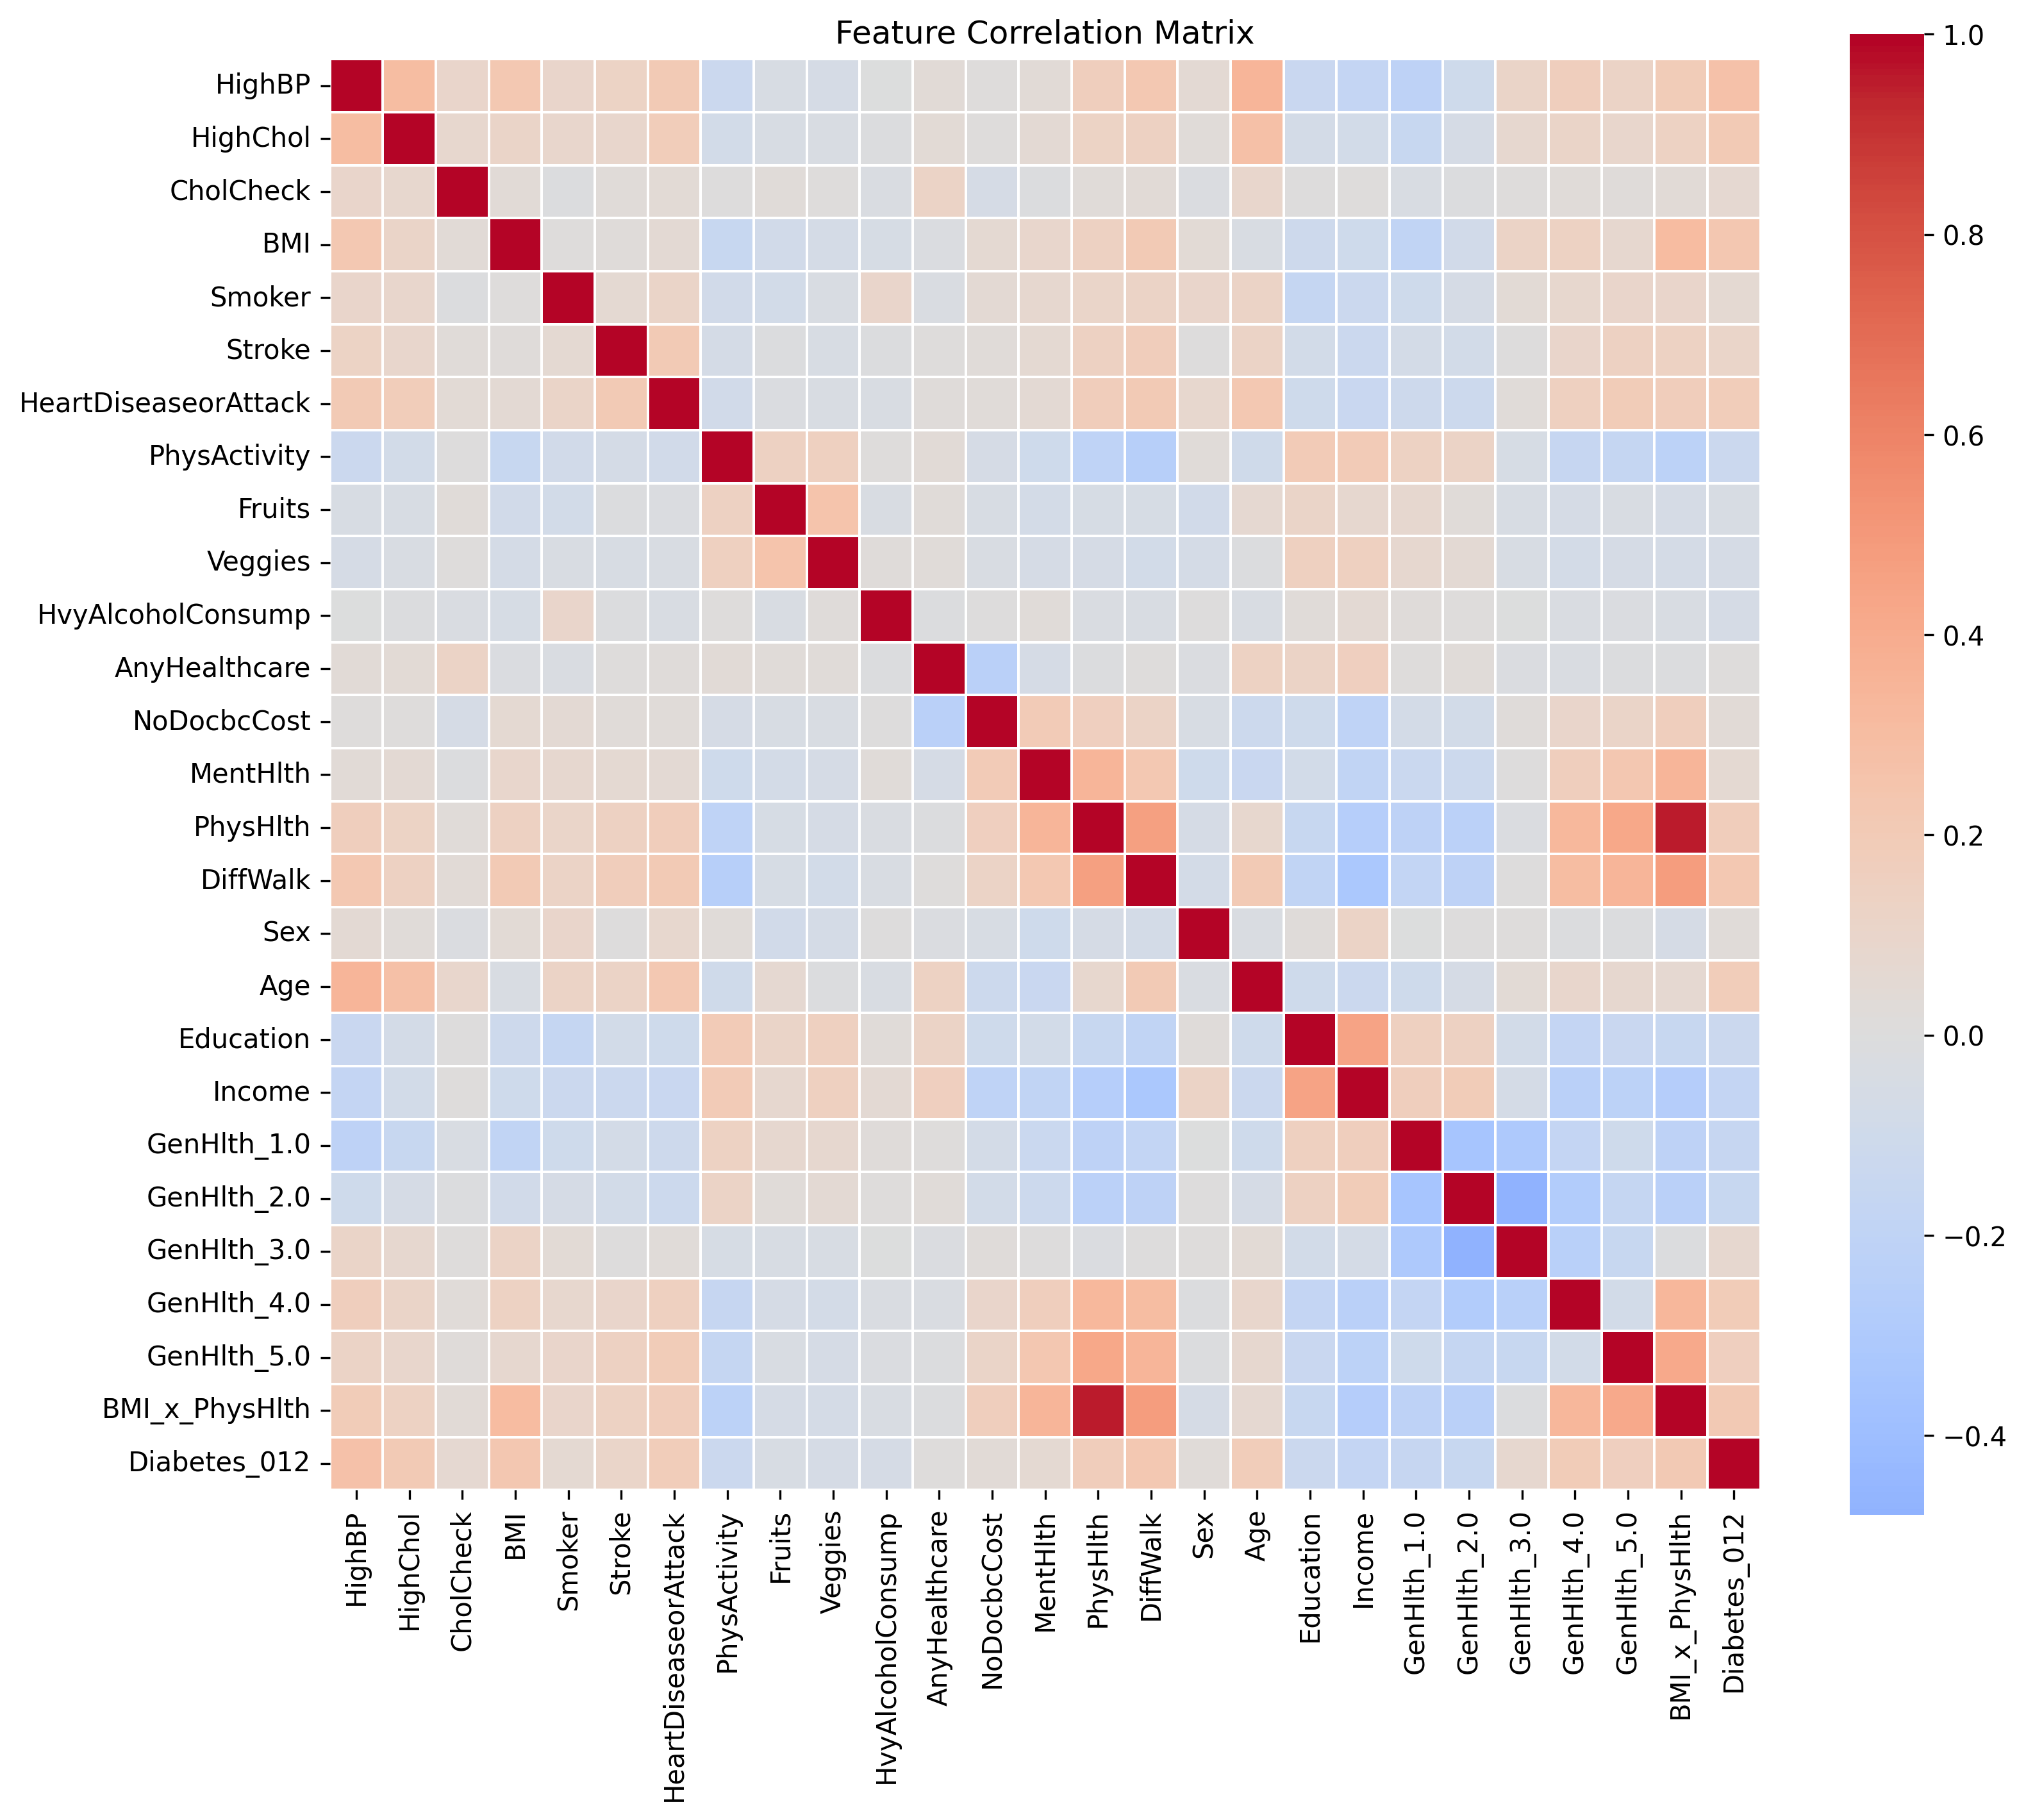 Feature Correlation Matrix
HighBP
HighChol
CholCheck
BMI
Smoker
Stroke
HeartDiseaseorAttack
PhysActivity
Fruits
Veggies
HvyAlcoholConsump
AnyHealthcare
NoDocbcCost
MentHlth
PhysHlth
DiffWalk
Sex
Age
Education
Income
GenHlth_1.0
GenHlth_2.0
GenHlth_3.0
GenHlth_4.0
GenHlth_5.0
BMI_x_PhysHlth
Diabetes_012
HighBP
HighChol
CholCheck
BMI
Smoker
Stroke
HeartDiseaseorAttack
PhysActivity
Fruits
Veggies
HvyAlcoholConsump
AnyHealthcare
NoDocbcCost
MentHlth
PhysHlth
DiffWalk
Sex
Age
Education
Income
GenHlth_1.0
GenHlth_2.0
GenHlth_3.0
GenHlth_4.0
GenHlth_5.0
BMI_x_PhysHlth
Diabetes_012
1.0
0.8
0.6
0.4
0.2
0.0
−0.2
−0.4